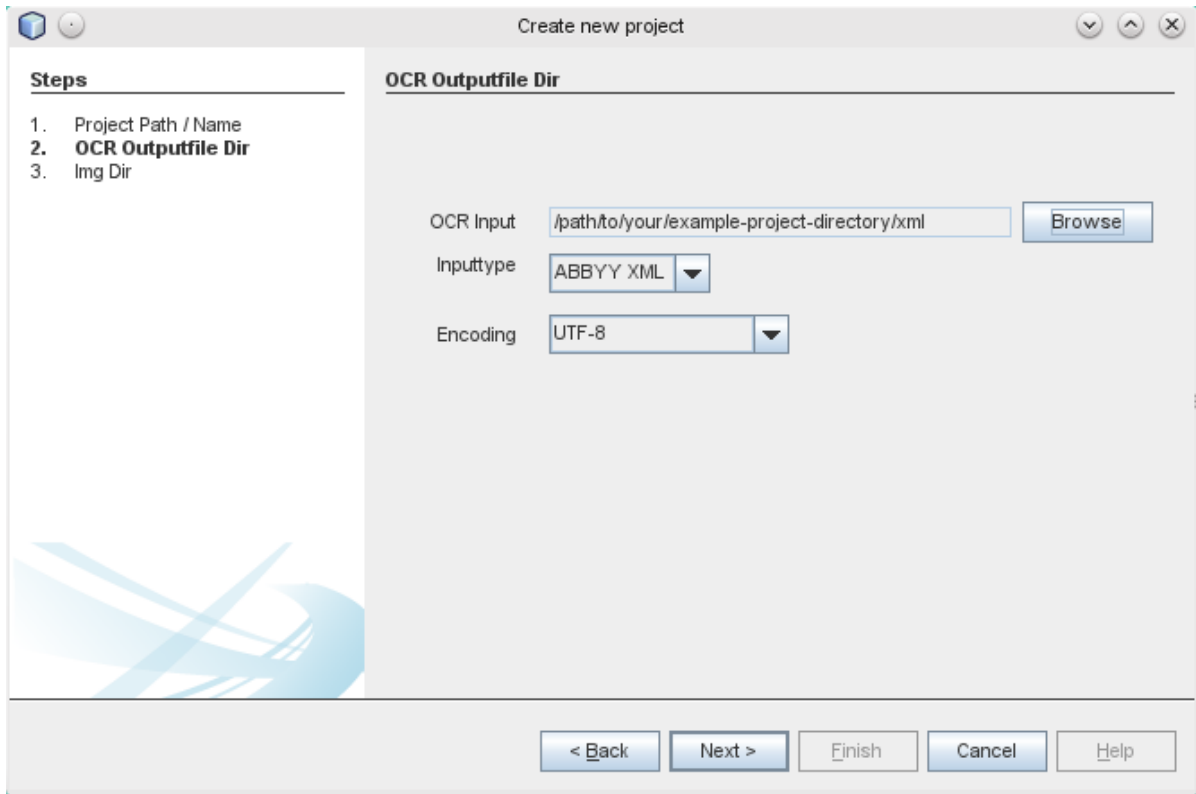 Create new project
Steps
1. Project Path / Name
2. OCR Outputfile Dir
3. Img Dir
OCR Outputfile Dir
OCR Input /path/to/your/example-project-directory/xml Browse
Inputtype ABBYY XML
Encoding UTF-8
< Back Next > Finish Cancel Help